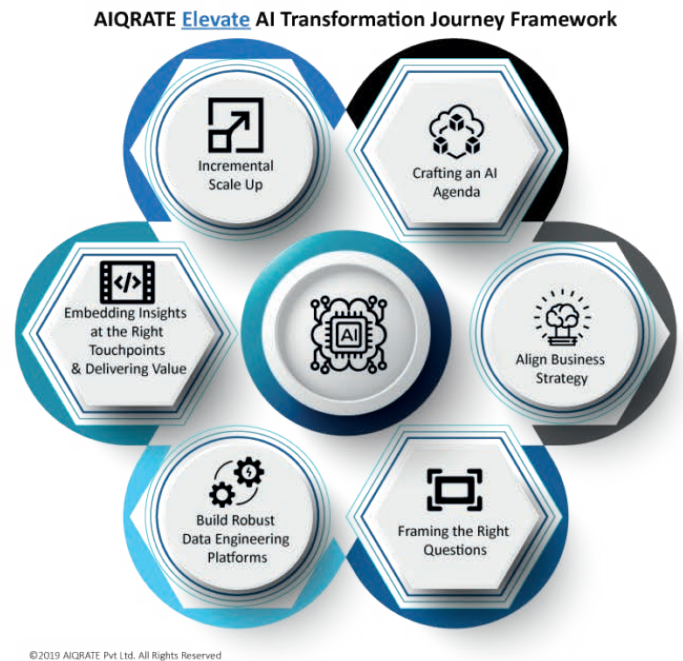 AIQRATE Elevate AI Transformation Journey Framework
Incremental
Scale Up
Crafting an AI
Agenda
Embedding Insights
at the Right
Touchpoints
& Delivering Value
</>
AI
Align Business
Strategy
Build Robust
Data Engineering
Platforms
Framing the Right
Questions
©2019 AIQRATE Pvt Ltd. All Rights Reserved